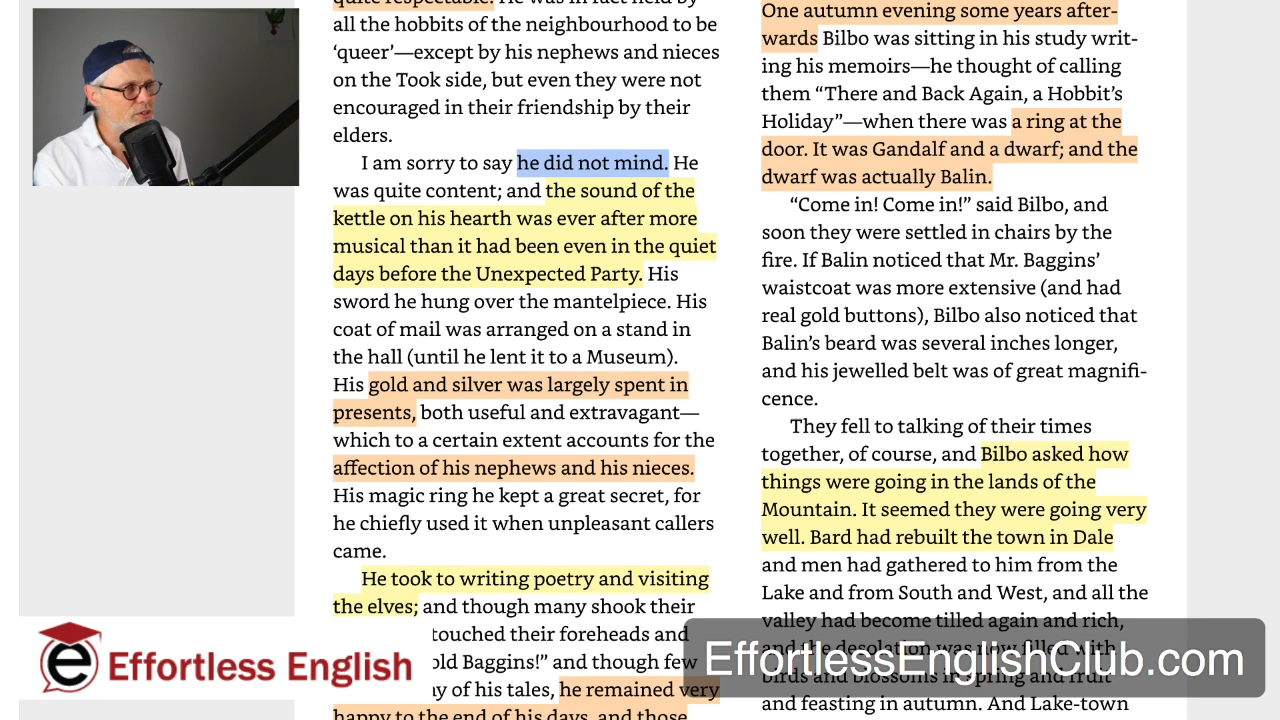 quite respectable. He was in fact held by
all the hobbits of the neighbourhood to be
‘queer’—except by his nephews and nieces
on the Took side, but even they were not
encouraged in their friendship by their
elders.
I am sorry to say he did not mind. He
was quite content; and the sound of the
kettle on his hearth was ever after more
musical than it had been even in the quiet
days before the Unexpected Party. His
sword he hung over the mantelpiece. His
coat of mail was arranged on a stand in
the hall (until he lent it to a Museum).
His gold and silver was largely spent in
presents, both useful and extravagant—
which to a certain extent accounts for the
affection of his nephews and his nieces.
His magic ring he kept a great secret, for
he chiefly used it when unpleasant callers
came.
He took to writing poetry and visiting
the elves; and though many shook their
touched their foreheads and
old Baggins!” and though few
of his tales, he remained very
happy to the end of his days, and those
One autumn evening some years after-
wards Bilbo was sitting in his study writ-
ing his memoirs—he thought of calling
them “There and Back Again, a Hobbit’s
Holiday”—when there was a ring at the
door. It was Gandalf and a dwarf; and the
dwarf was actually Balin.
“Come in! Come in!” said Bilbo, and
soon they were settled in chairs by the
fire. If Balin noticed that Mr. Baggins’
waistcoat was more extensive (and had
real gold buttons), Bilbo also noticed that
Balin’s beard was several inches longer,
and his jewelled belt was of great magnifi-
cence.
They fell to talking of their times
together, of course, and Bilbo asked how
things were going in the lands of the
Mountain. It seemed they were going very
well. Bard had rebuilt the town in Dale
and men had gathered to him from the
Lake and from South and West, and all the
valley had become tilled again and rich,
and the desolation was now filled with
birds and blossoms in spring and fruit
and feasting in autumn. And Lake-town
e Effortless English
EffortlessEnglishClub.com